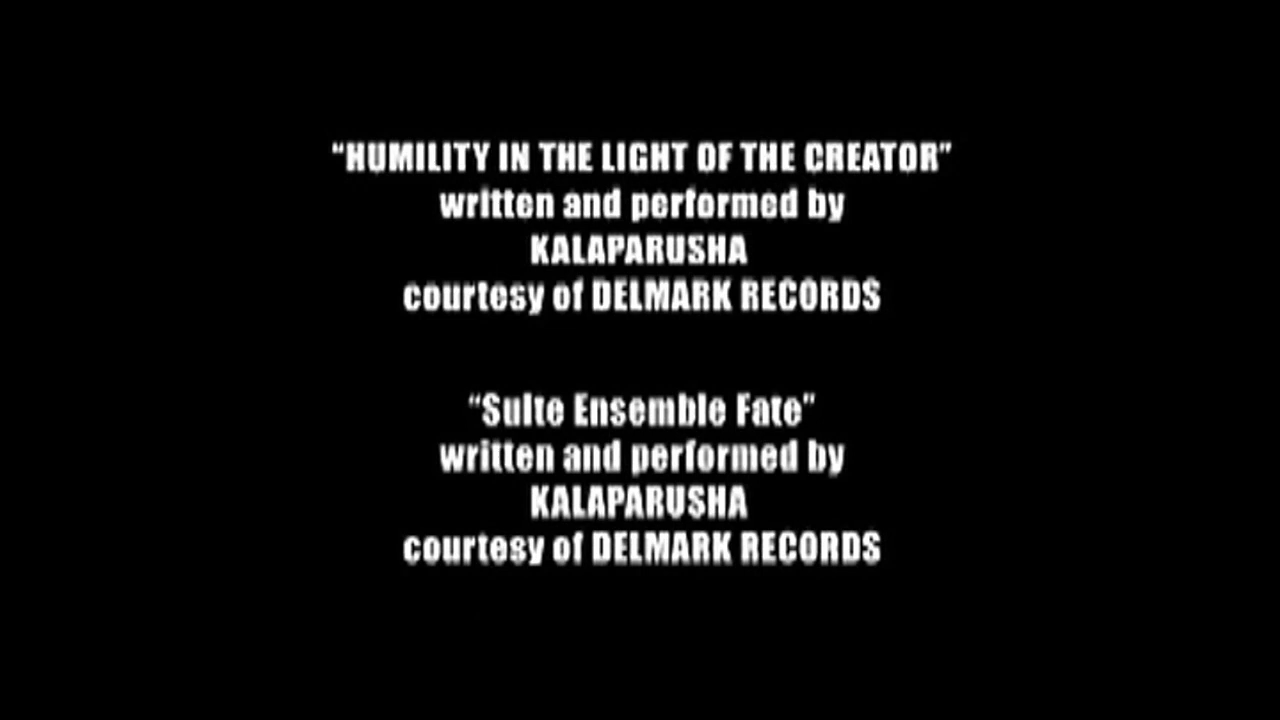 “HUMILITY IN THE LIGHT OF THE CREATOR”
written and performed by
KALAPARUSHA
courtesy of DELMARK RECORDS
“Suite Ensemble Fate”
written and performed by
KALAPARUSHA
courtesy of DELMARK RECORDS